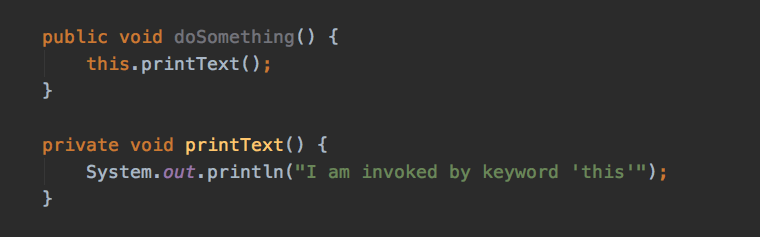 public void doSomething() {
this.printText();
}
private void printText() {
System.out.println("I am invoked by keyword 'this'");
}